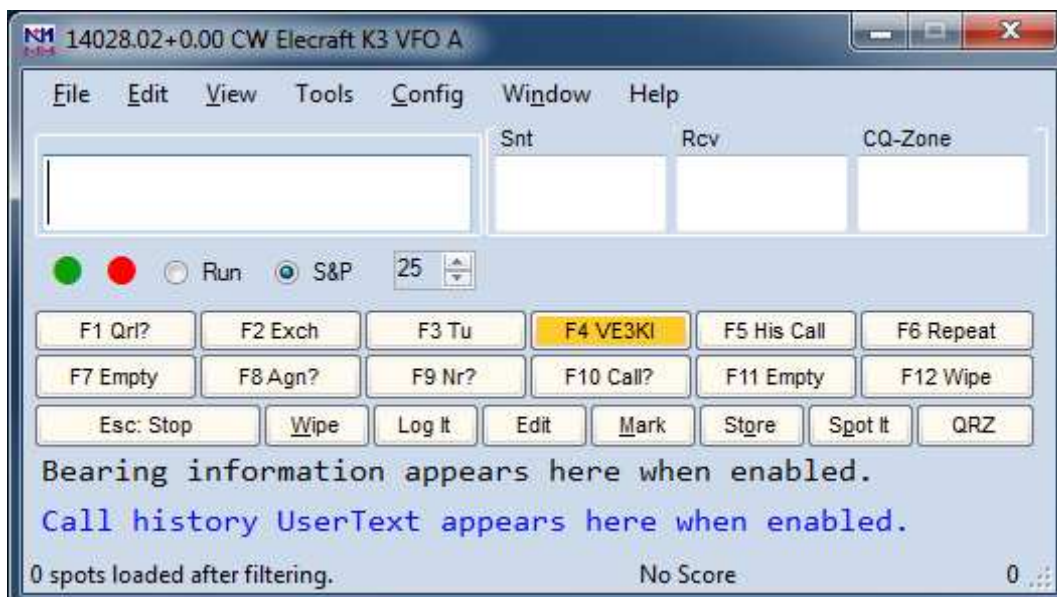 14028.02+0.00 CW Elecraft K3 VFO A
File Edit View Tools Config Window Help
Snt Rcv CQ-Zone
Run S&P 25
F1 Qrl? F2 Exch F3 Tu F4 VE3KI F5 His Call F6 Repeat
F7 Empty F8 Agn? F9 Nr? F10 Call? F11 Empty F12 Wipe
Esc: Stop Wipe Log It Edit Mark Store Spot It QRZ
Bearing information appears here when enabled.
Call history UserText appears here when enabled.
0 spots loaded after filtering. No Score 0